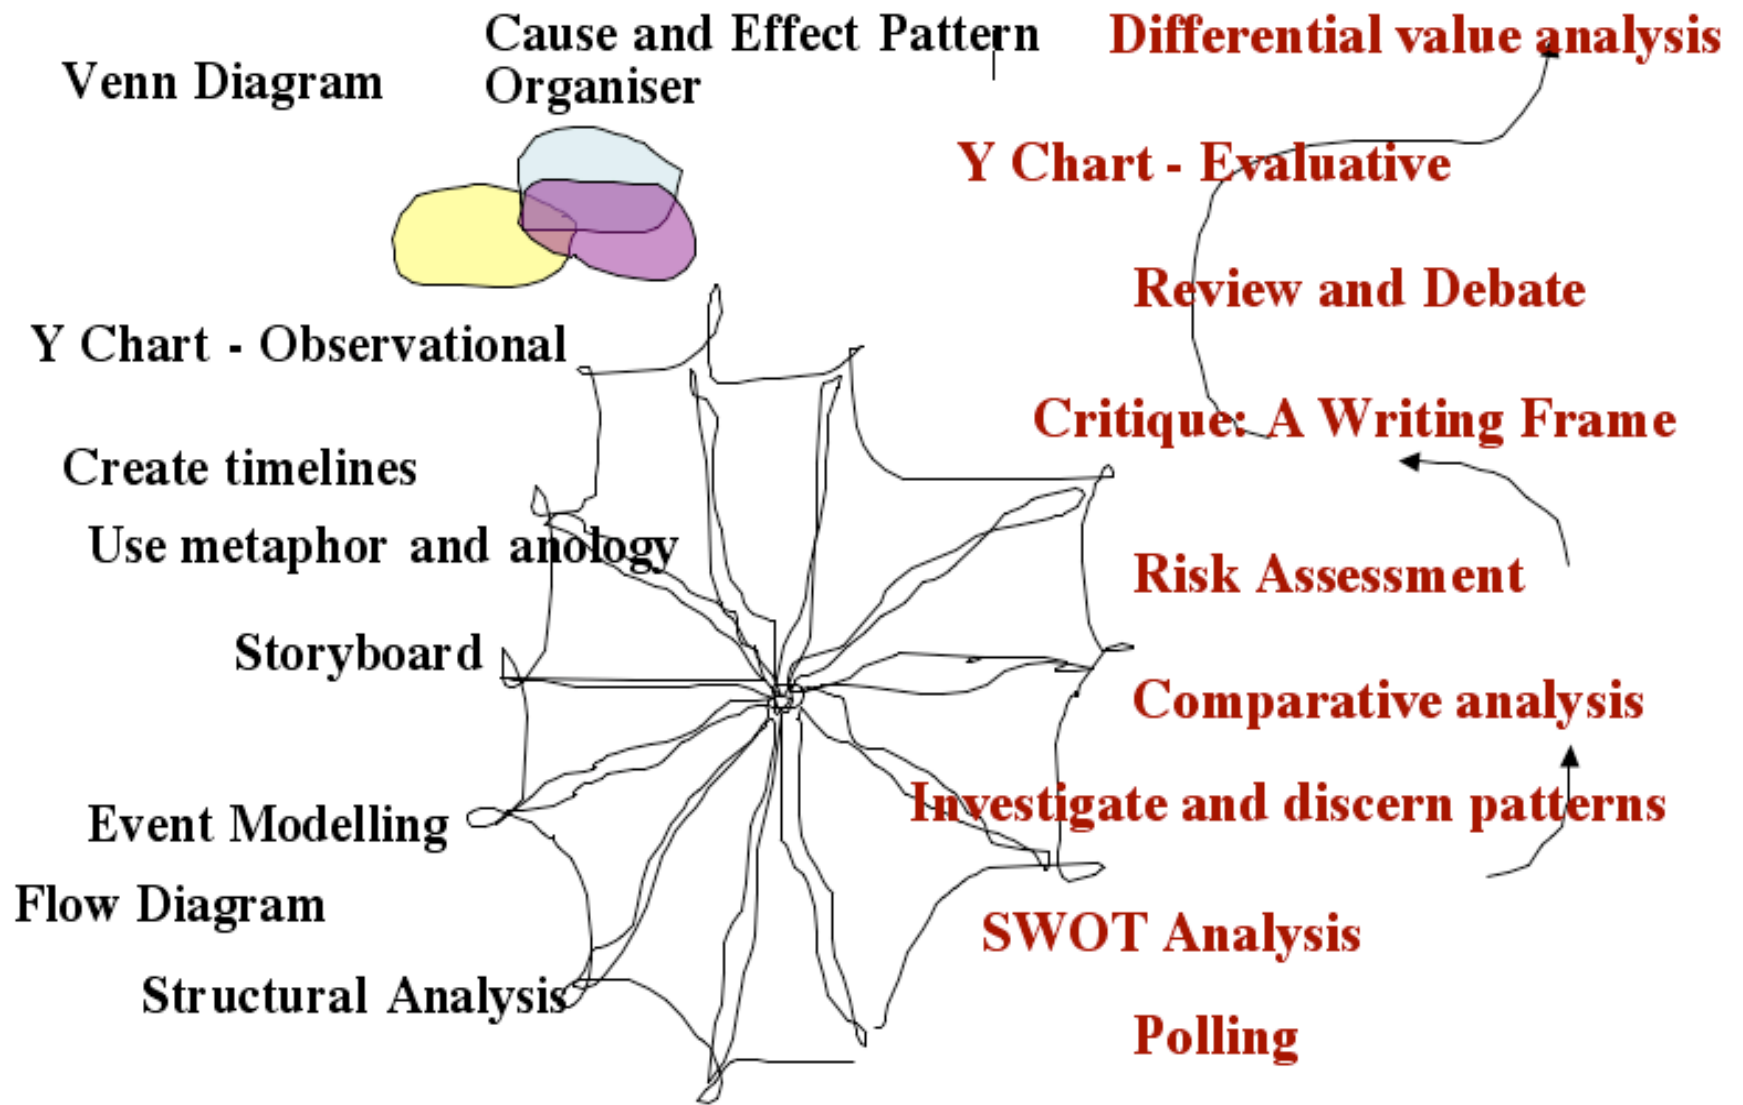 Venn Diagram
Cause and Effect Pattern
Organiser
Y Chart - Observational
Create timelines
Use metaphor and anology
Storyboard
Event Modelling
Flow Diagram
Structural Analysis
Differential value analysis
Y Chart - Evaluative
Review and Debate
Critique: A Writing Frame
Risk Assessment
Comparative analysis
Investigate and discern patterns
SWOT Analysis
Polling